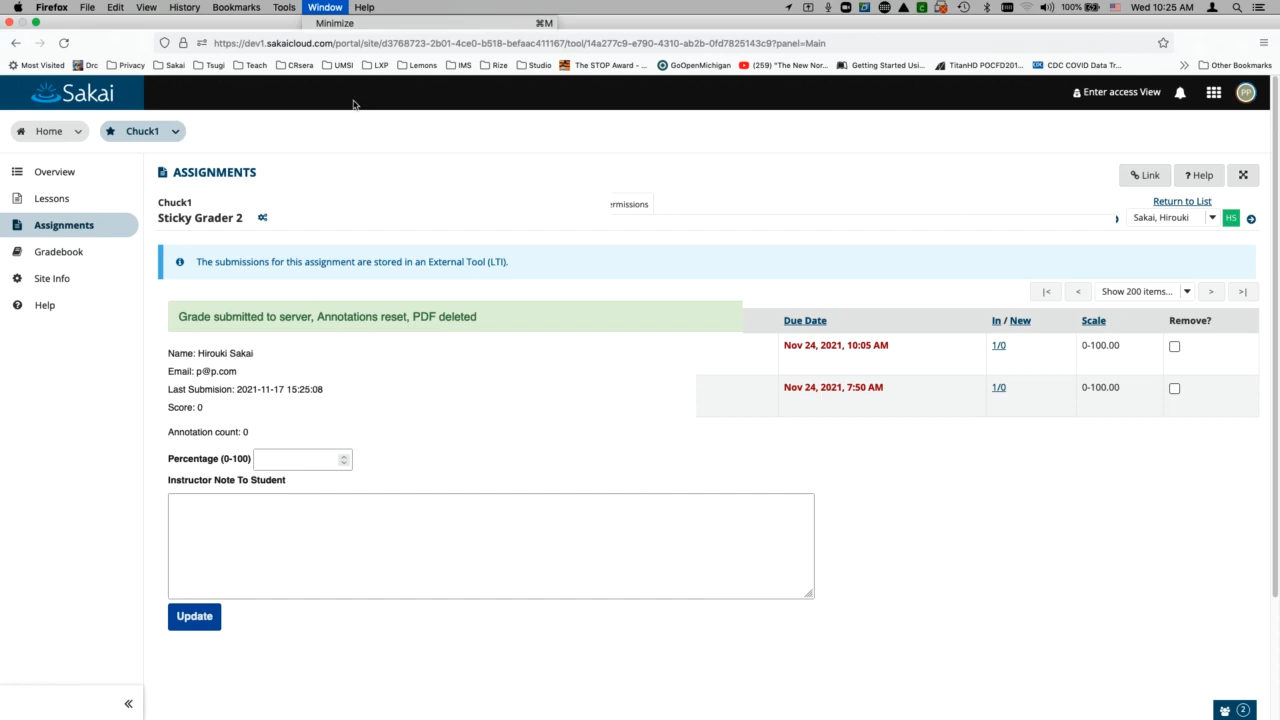 Firefox File Edit View History Bookmarks Tools Window Help 100% Wed 10:25 AM
Minimize ⌘M
https://dev1.sakaicloud.com/portal/site/d3768723-2b01-4ce0-b518-befaac411167/tool/14a277c9-e790-4310-ab2b-0fd7825143c9?panel=Main
Most Visited Drc Privacy Sakai Tsugi Teach CRsera UMSI LXP Lemons IMS Rize Studio The STOP Award - ... GoOpenMichigan (259) "The New Nor... Getting Started Usi... TitanHD POCFD201... CDC COVID Data Tr... Other Bookmarks
Sakai Enter access View PP
Home Chuck1
Overview
Lessons
Assignments
Gradebook
Site Info
Help
ASSIGNMENTS
Link ? Help
Chuck1
Sticky Grader 2
ermissions
Return to List
Sakai, Hirouki HS
The submissions for this assignment are stored in an External Tool (LTI).
|< < Show 200 items... > >|
Grade submitted to server, Annotations reset, PDF deleted
Due Date In / New Scale Remove?
Nov 24, 2021, 10:05 AM 1/0 0-100.00
Nov 24, 2021, 7:50 AM 1/0 0-100.00
Name: Hirouki Sakai
Email: p@p.com
Last Submision: 2021-11-17 15:25:08
Score: 0
Annotation count: 0
Percentage (0-100)
Instructor Note To Student
Update
2